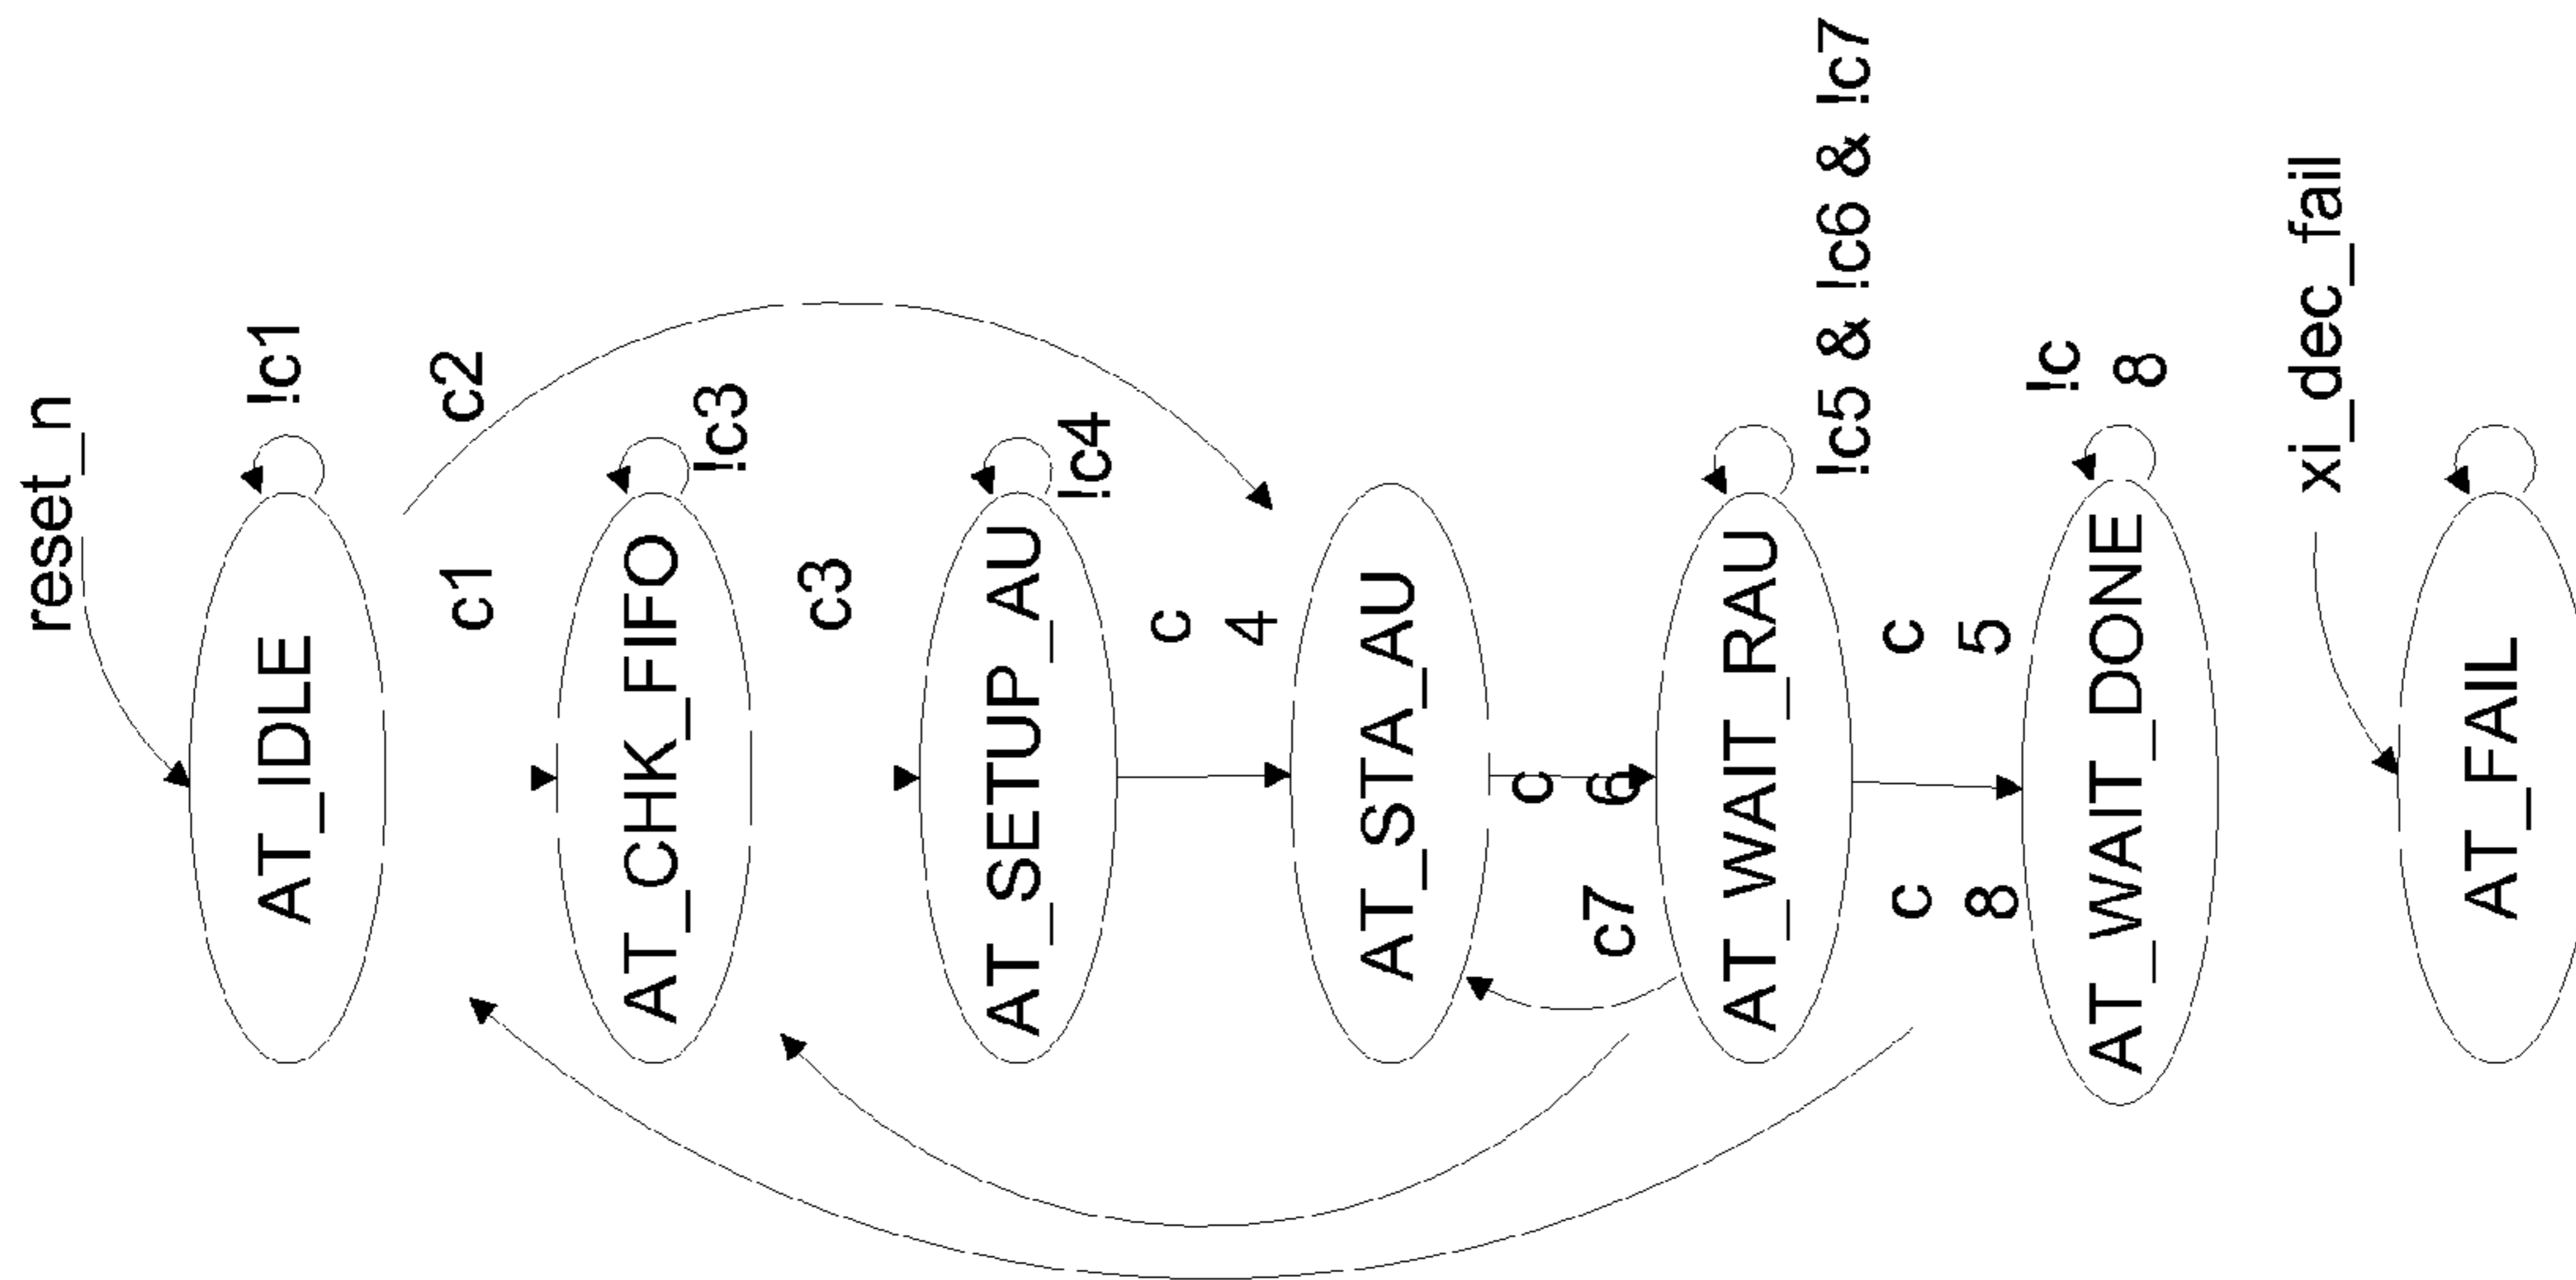 reset_n
AT_IDLE
!c1
c1
c2
AT_CHK_FIFO
!c3
c3
AT_SETUP_AU
!c4
c
4
AT_STA_AU
c
6
c7
AT_WAIT_RAU
!c5 & !c6 & !c7
c
5
c
8
AT_WAIT_DONE
!c
8
xi_dec_fail
AT_FAIL